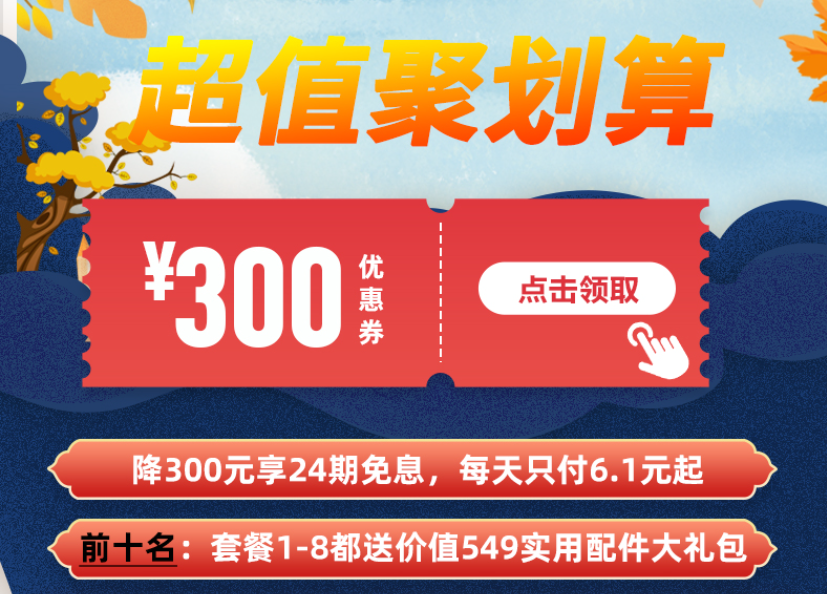 超值聚划算
¥300 优惠券
点击领取
降300元享24期免息，每天只付6.1元起
前十名：套餐1-8都送价值549实用配件大礼包